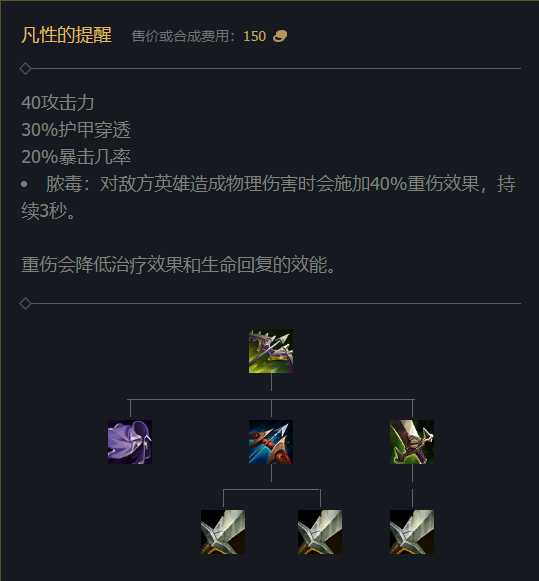 凡性的提醒 售价或合成费用：150
40攻击力
30%护甲穿透
20%暴击几率
• 脓毒：对敌方英雄造成物理伤害时会施加40%重伤效果，持
续3秒。
重伤会降低治疗效果和生命回复的效能。